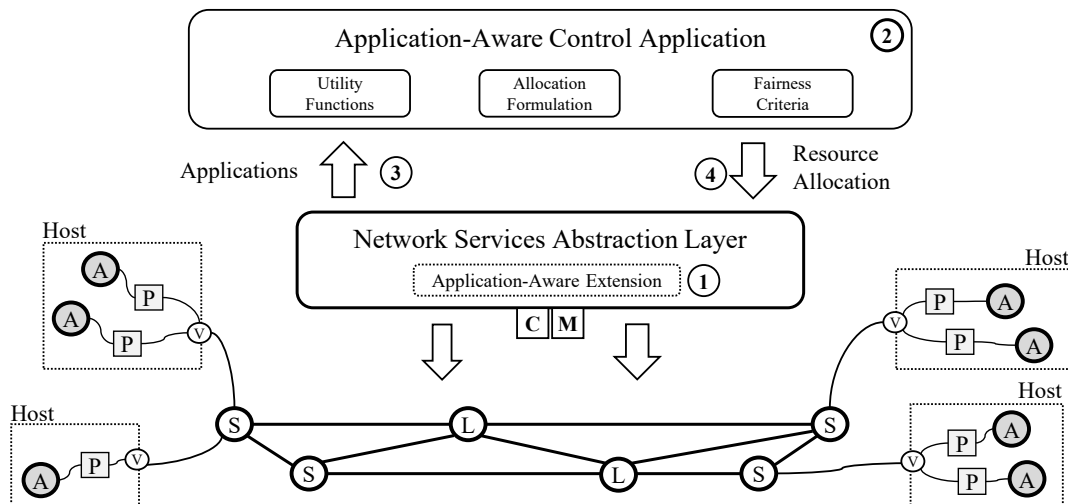 Application-Aware Control Application
2
Utility
Functions
Allocation
Formulation
Fairness
Criteria
Applications
3
4
Resource
Allocation
Network Services Abstraction Layer
Application-Aware Extension
1
C M
Host
A
P
A
P
V
Host
A
P
V
Host
V
P
A
P
A
Host
V
P
A
P
A
S
L
S
S
L
S